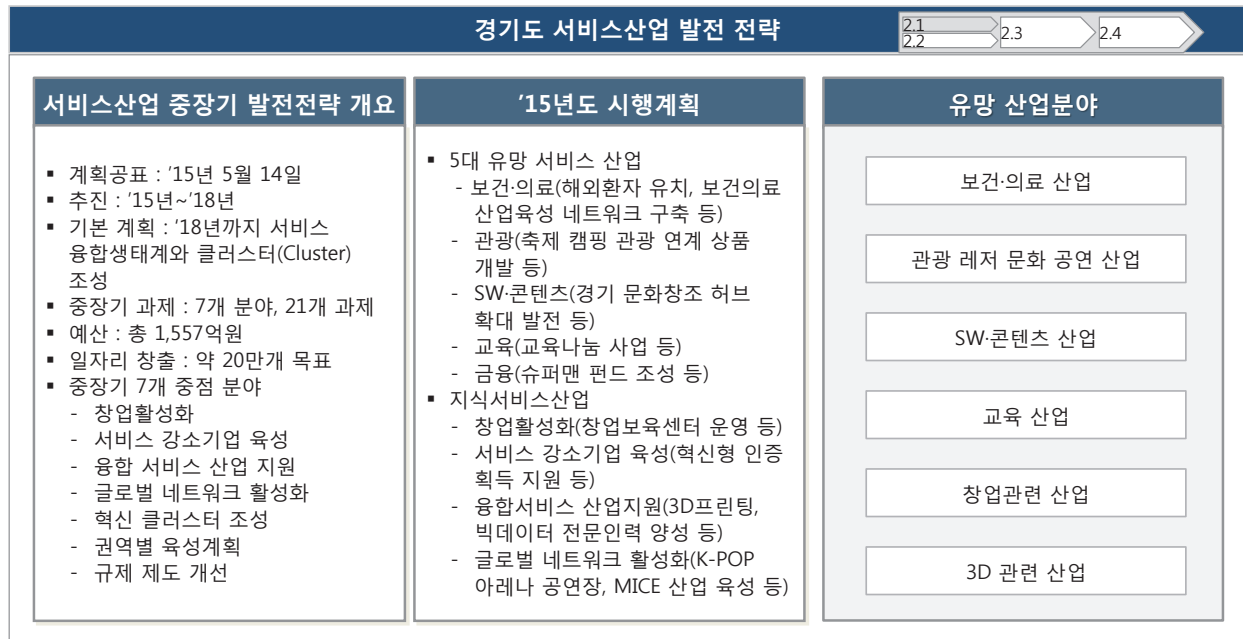 경기도 서비스산업 발전 전략
2.1
2.2
2.3
2.4
서비스산업 중장기 발전전략 개요
▪ 계획공표 : ’15년 5월 14일
▪ 추진 : ’15년~’18년
▪ 기본 계획 : ’18년까지 서비스
융합생태계와 클러스터(Cluster)
조성
▪ 중장기 과제 : 7개 분야, 21개 과제
▪ 예산 : 총 1,557억원
▪ 일자리 창출 : 약 20만개 목표
▪ 중장기 7개 중점 분야
- 창업활성화
- 서비스 강소기업 육성
- 융합 서비스 산업 지원
- 글로벌 네트워크 활성화
- 혁신 클러스터 조성
- 권역별 육성계획
- 규제 제도 개선
’15년도 시행계획
▪ 5대 유망 서비스 산업
- 보건·의료(해외환자 유치, 보건의료
산업육성 네트워크 구축 등)
- 관광(축제 캠핑 관광 연계 상품
개발 등)
- SW·콘텐츠(경기 문화창조 허브
확대 발전 등)
- 교육(교육나눔 사업 등)
- 금융(슈퍼맨 펀드 조성 등)
▪ 지식서비스산업
- 창업활성화(창업보육센터 운영 등)
- 서비스 강소기업 육성(혁신형 인증
획득 지원 등)
- 융합서비스 산업지원(3D프린팅,
빅데이터 전문인력 양성 등)
- 글로벌 네트워크 활성화(K-POP
아레나 공연장, MICE 산업 육성 등)
유망 산업분야
보건·의료 산업
관광 레저 문화 공연 산업
SW·콘텐츠 산업
교육 산업
창업관련 산업
3D 관련 산업